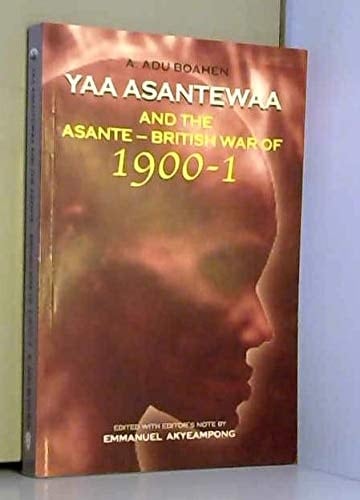 A. ADU BOAHEN
YAA ASANTEWAA
AND THE
ASANTE – BRITISH WAR OF
1900-1
EDITED WITH EDITOR'S NOTE BY
EMMANUEL AKYEAMPONG